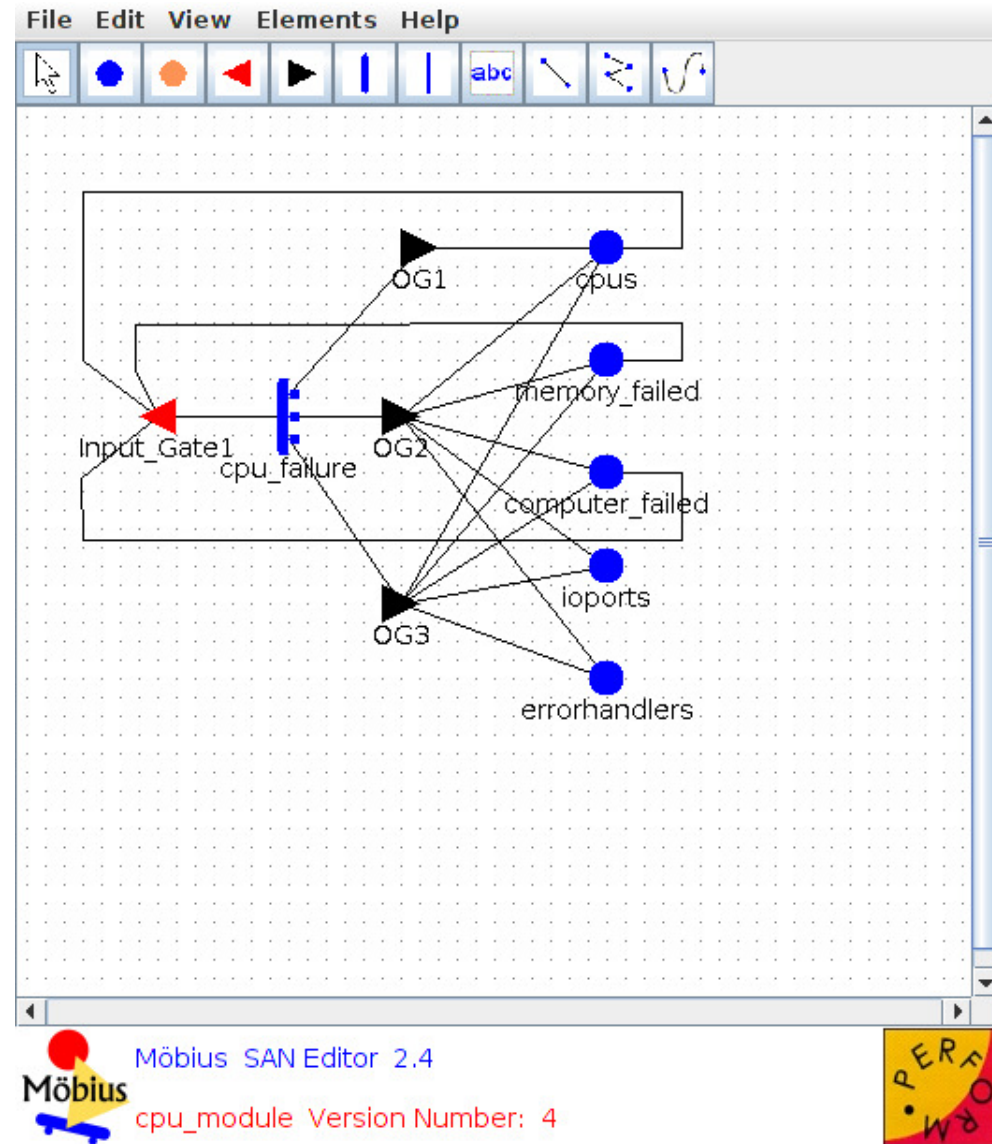 File Edit View Elements Help
abc
OG1
cpus
memory_failed
Input_Gate1
cpu_failure
OG2
computer_failed
ioports
OG3
errorhandlers
Möbius
Möbius SAN Editor 2.4
cpu_module Version Number: 4
PERFORM